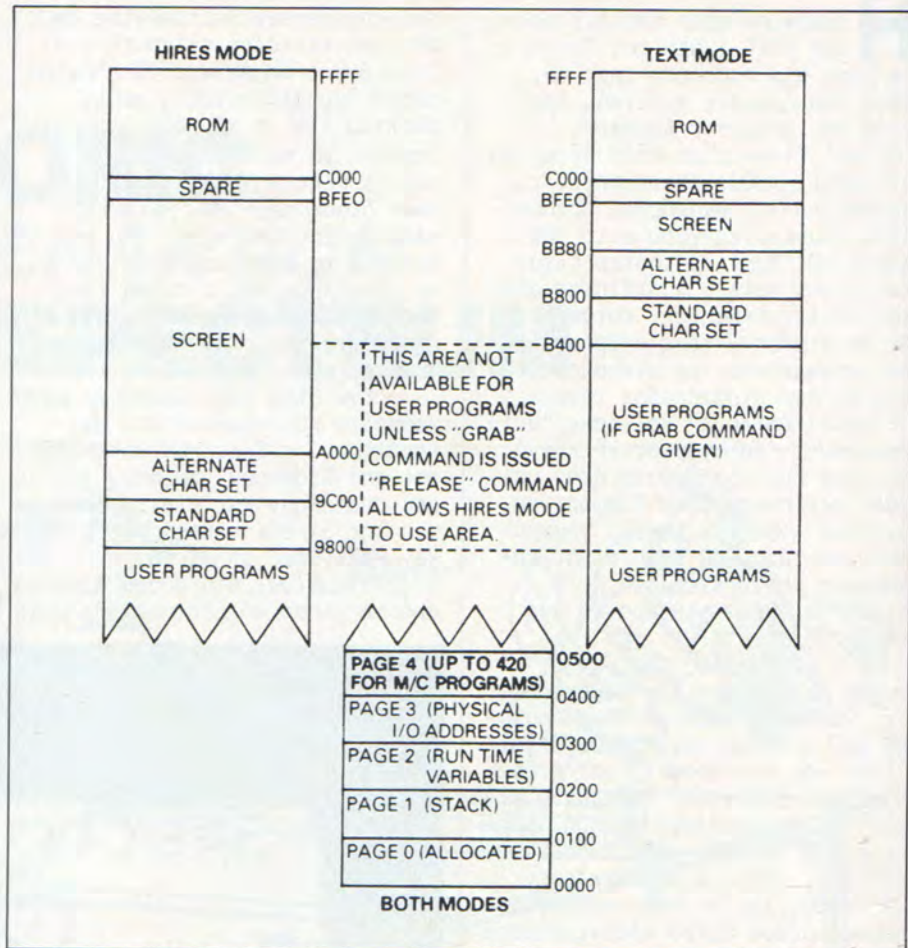 HIRES MODE
FFFF
ROM
C000
SPARE
BFE0
SCREEN
A000
ALTERNATE
CHAR SET
9C00
STANDARD
CHAR SET
9800
USER PROGRAMS
THIS AREA NOT
AVAILABLE FOR
USER PROGRAMS
UNLESS "GRAB"
COMMAND IS ISSUED
"RELEASE" COMMAND
ALLOWS HIRES MODE
TO USE AREA.
TEXT MODE
FFFF
ROM
C000
SPARE
BFE0
SCREEN
BB80
ALTERNATE
CHAR SET
B800
STANDARD
CHAR SET
B400
USER PROGRAMS
(IF GRAB COMMAND
GIVEN)
USER PROGRAMS
PAGE 4 (UP TO 420
FOR M/C PROGRAMS)
0500
0400
PAGE 3 (PHYSICAL
I/O ADDRESSES)
0300
PAGE 2 (RUN TIME
VARIABLES)
0200
PAGE 1 (STACK)
0100
PAGE 0 (ALLOCATED)
0000
BOTH MODES